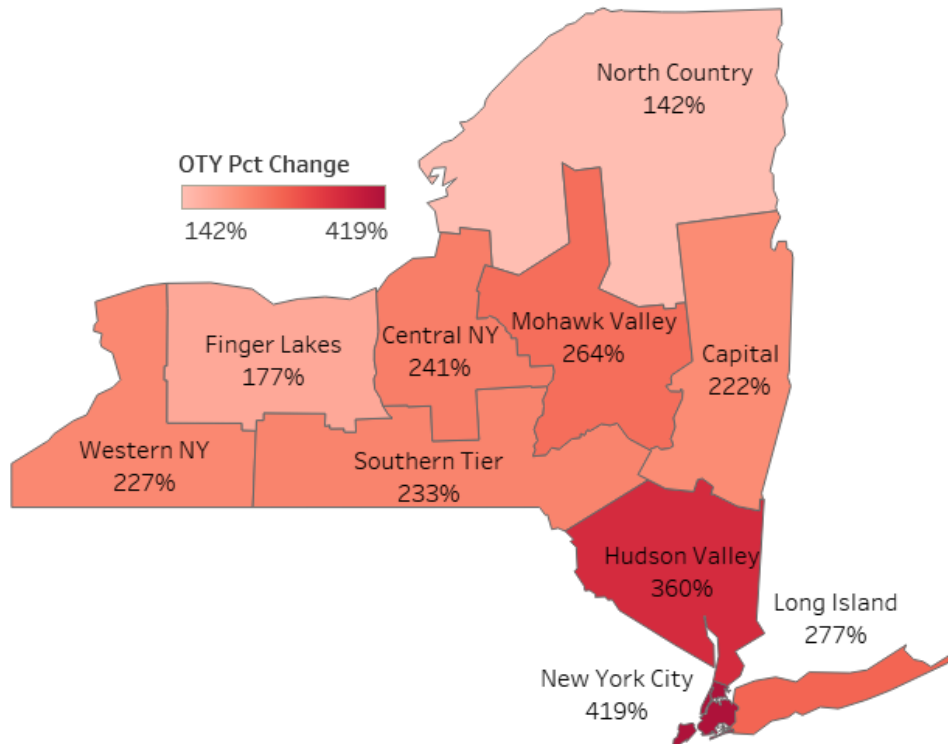 North Country
142%
OTY Pct Change
142%
419%
Finger Lakes
177%
Central NY
241%
Mohawk Valley
264%
Capital
222%
Western NY
227%
Southern Tier
233%
Hudson Valley
360%
Long Island
277%
New York City
419%